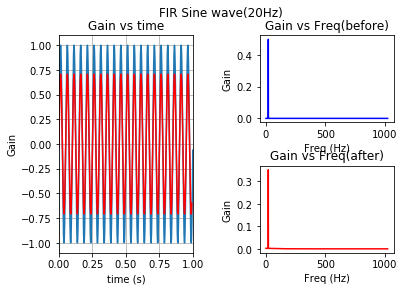 FIR Sine wave(20Hz)
Gain vs time
Gain
1.00
0.75
0.50
0.25
0.00
−0.25
−0.50
−0.75
−1.00
0.00 0.25 0.50 0.75 1.00
time (s)
Gain vs Freq(before)
Gain
0.4
0.2
0.0
0 500 1000
Freq (Hz)
Gain vs Freq(after)
Gain
0.3
0.2
0.1
0.0
0 500 1000
Freq (Hz)